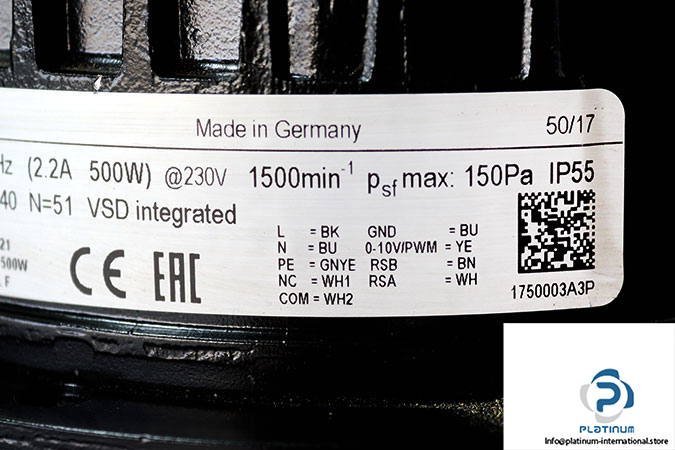 Made in Germany 50/17
Hz (2.2A 500W) @230V 1500min⁻¹ psf max: 150Pa IP55
40 N=51 VSD integrated
21
500W
F
CE EAC
L = BK GND = BU
N = BU 0-10V/PWM = YE
PE = GNYE RSB = BN
NC = WH1 RSA = WH
COM = WH2
1750003A3P
PLATINUM
Info@platinum-international.store